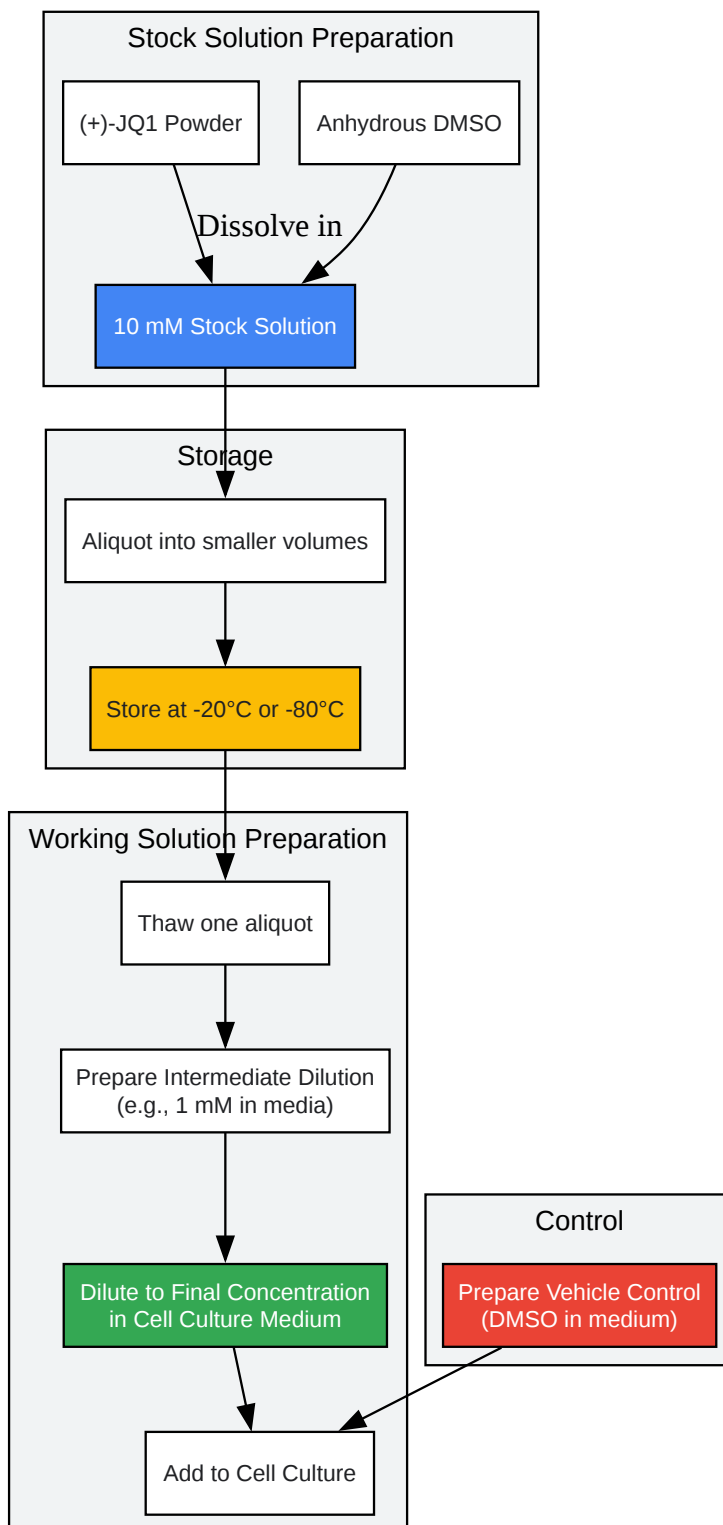 Stock Solution Preparation
(+)-JQ1 Powder
Anhydrous DMSO
Dissolve in
10 mM Stock Solution
Storage
Aliquot into smaller volumes
Store at -20°C or -80°C
Working Solution Preparation
Thaw one aliquot
Prepare Intermediate Dilution
(e.g., 1 mM in media)
Control
Dilute to Final Concentration
in Cell Culture Medium
Prepare Vehicle Control
(DMSO in medium)
Add to Cell Culture